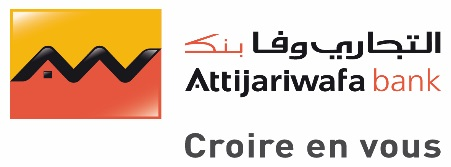 التجاري وفا بنك
Attijariwafa bank
Croire en vous